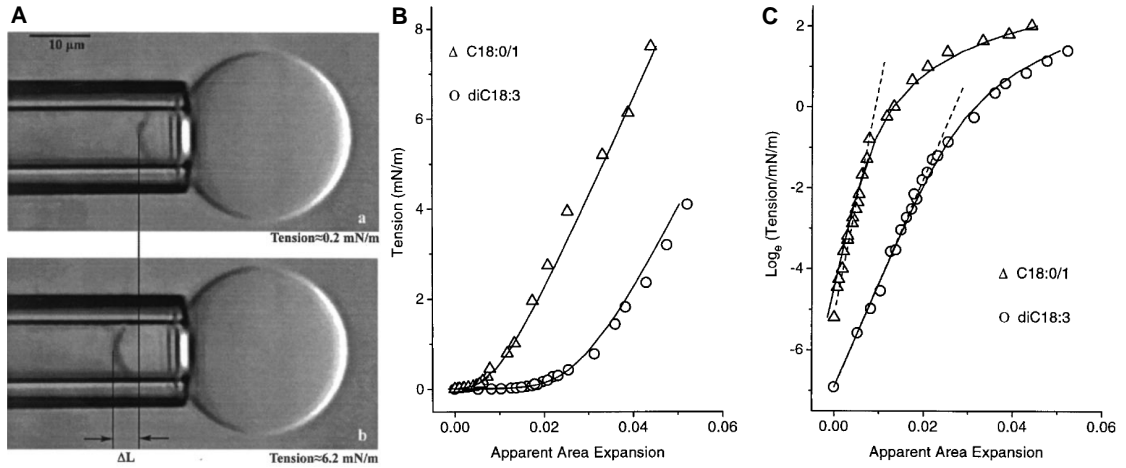 A
10 µm
a
Tension≈0.2 mN/m
b
ΔL
Tension≈6.2 mN/m
B
Δ C18:0/1
O diC18:3
Tension (mN/m)
8
6
4
2
0
0.00 0.02 0.04 0.06
Apparent Area Expansion
C
Logₑ (Tension/mN/m)
2
0
-2
-4
-6
Δ C18:0/1
O diC18:3
0.00 0.02 0.04 0.06
Apparent Area Expansion